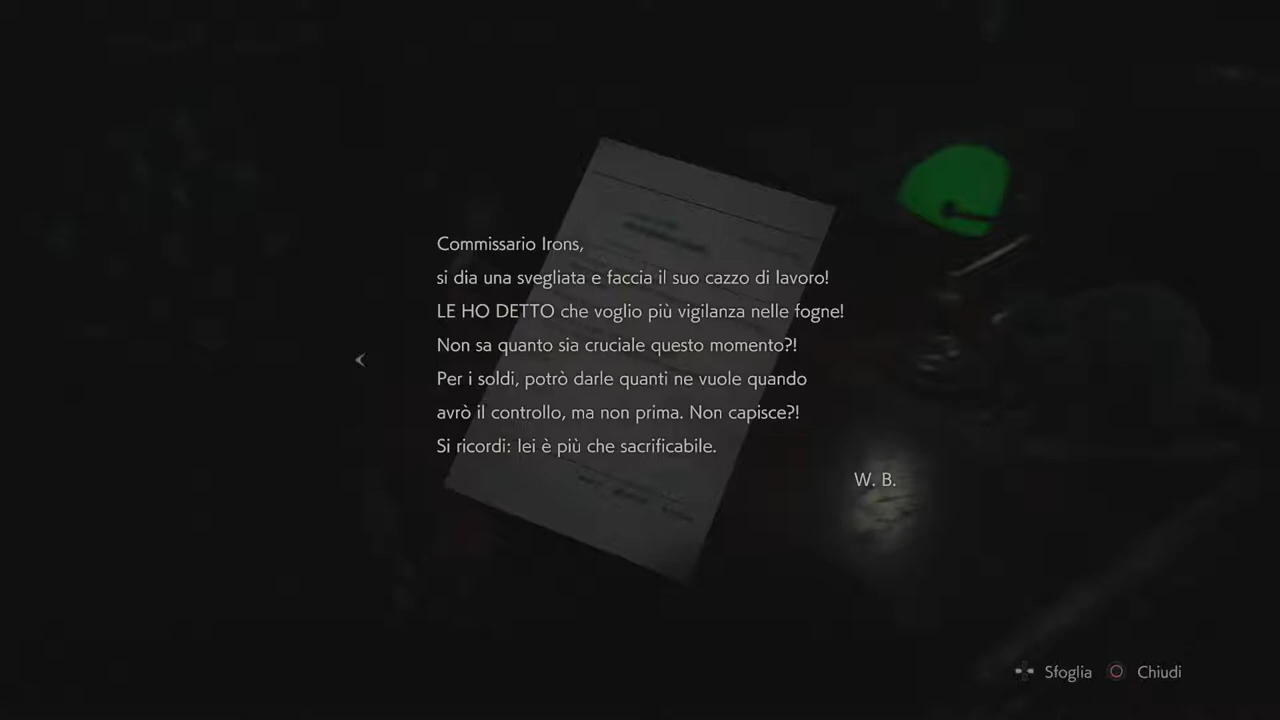 Commissario Irons,
si dia una svegliata e faccia il suo cazzo di lavoro!
LE HO DETTO che voglio più vigilanza nelle fogne!
Non sa quanto sia cruciale questo momento?!
Per i soldi, potrò darle quanti ne vuole quando
avrò il controllo, ma non prima. Non capisce?!
Si ricordi: lei è più che sacrificabile.
W. B.
Sfoglia Chiudi